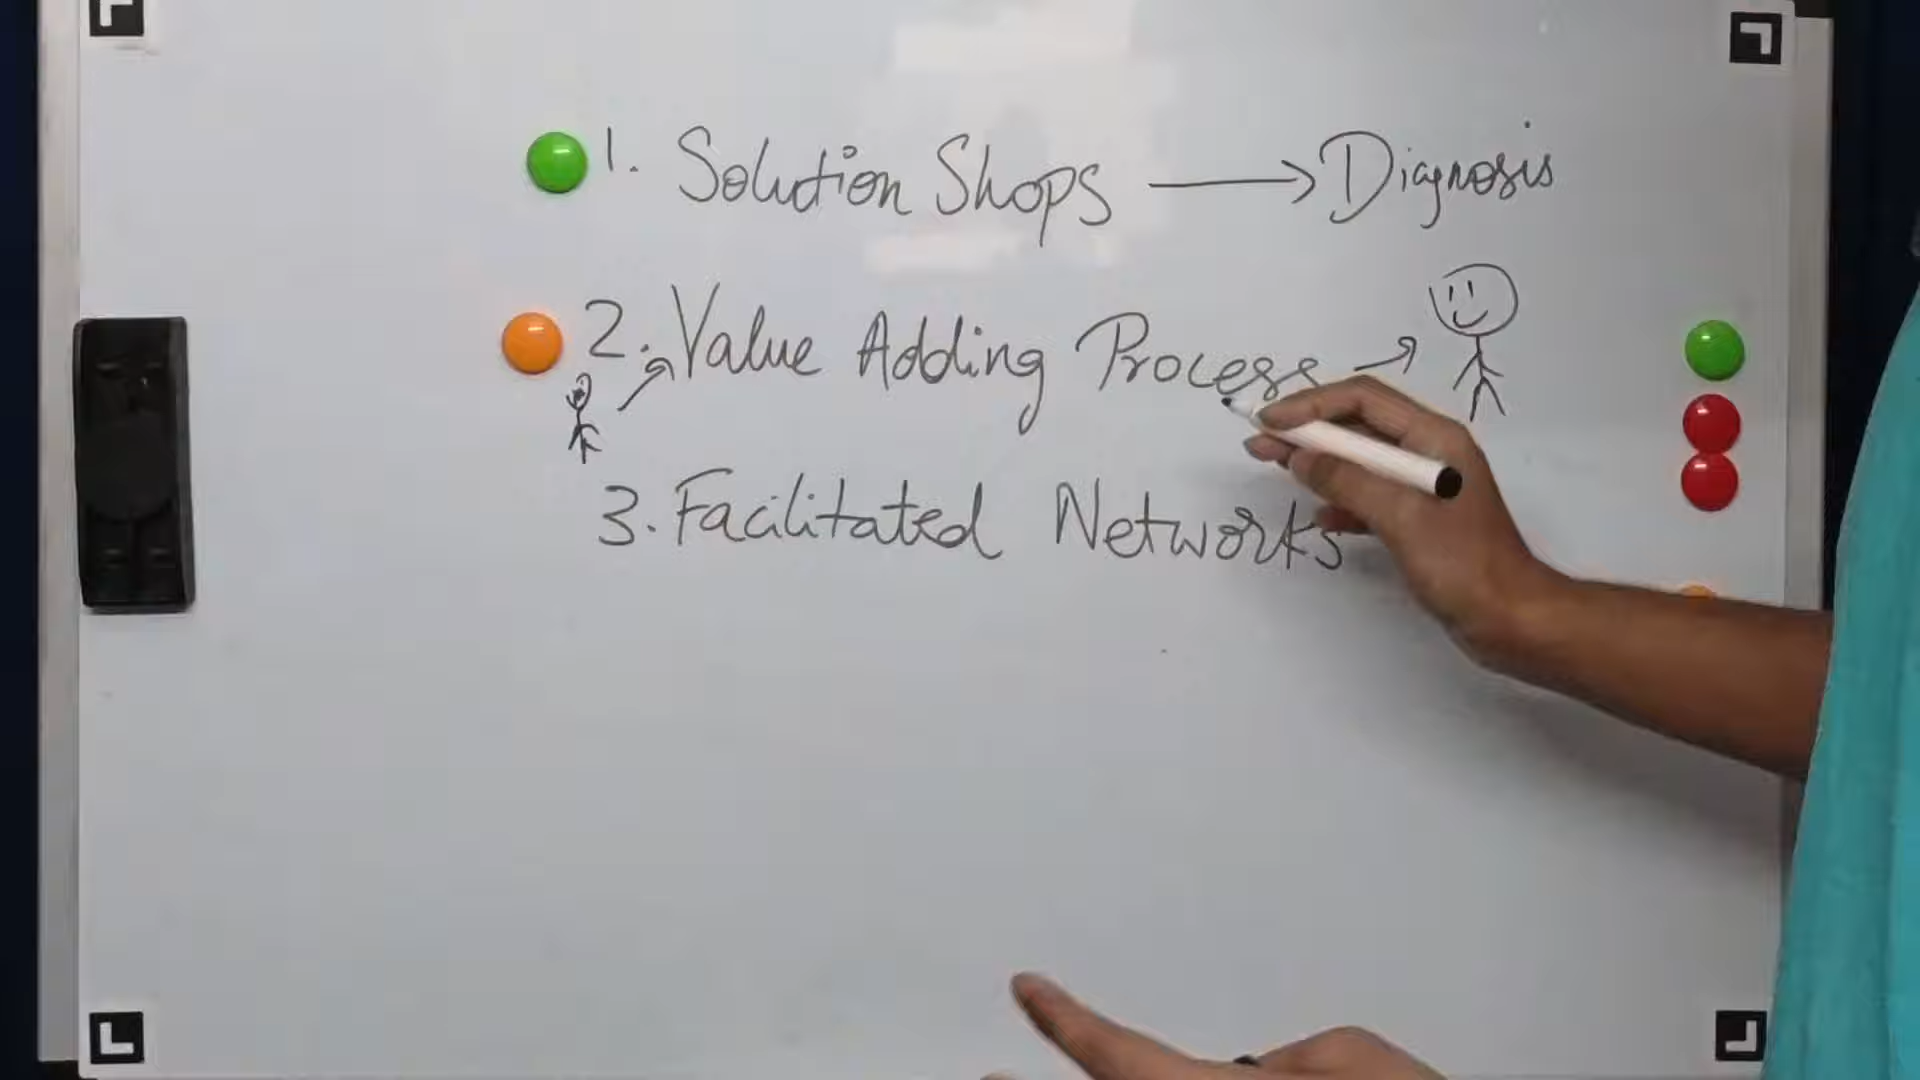 1. Solution Shops → Diagnosis
2. Value Adding Process
3. Facilitated Networks